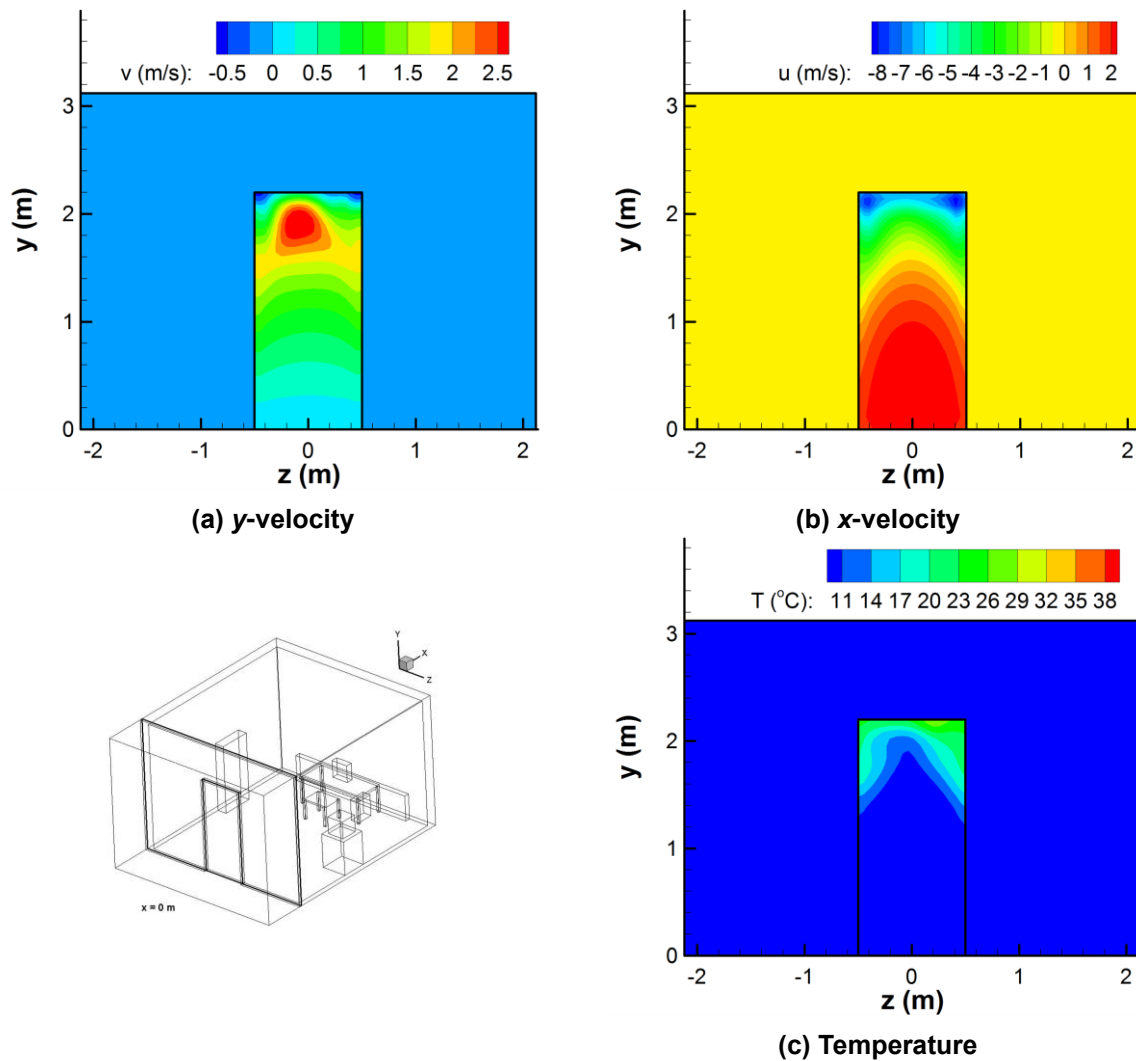 v (m/s): -0.5 0 0.5 1 1.5 2 2.5
3
2
1
0
y (m)
-2 -1 0 1 2
z (m)
(a) y-velocity
u (m/s): -8 -7 -6 -5 -4 -3 -2 -1 0 1 2
3
2
1
0
y (m)
-2 -1 0 1 2
z (m)
(b) x-velocity
Y
X
Z
x = 0 m
T (°C): 11 14 17 20 23 26 29 32 35 38
3
2
1
0
y (m)
-2 -1 0 1 2
z (m)
(c) Temperature